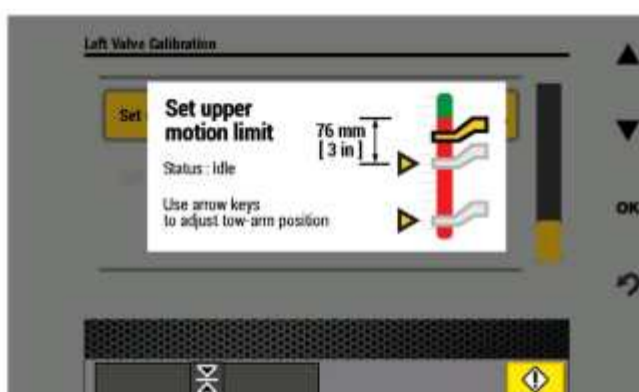 Left Valve Calibration
Set
Set upper
motion limit
76 mm
[ 3 in ]
Status : Idle
Use arrow keys
to adjust tow-arm position
OK